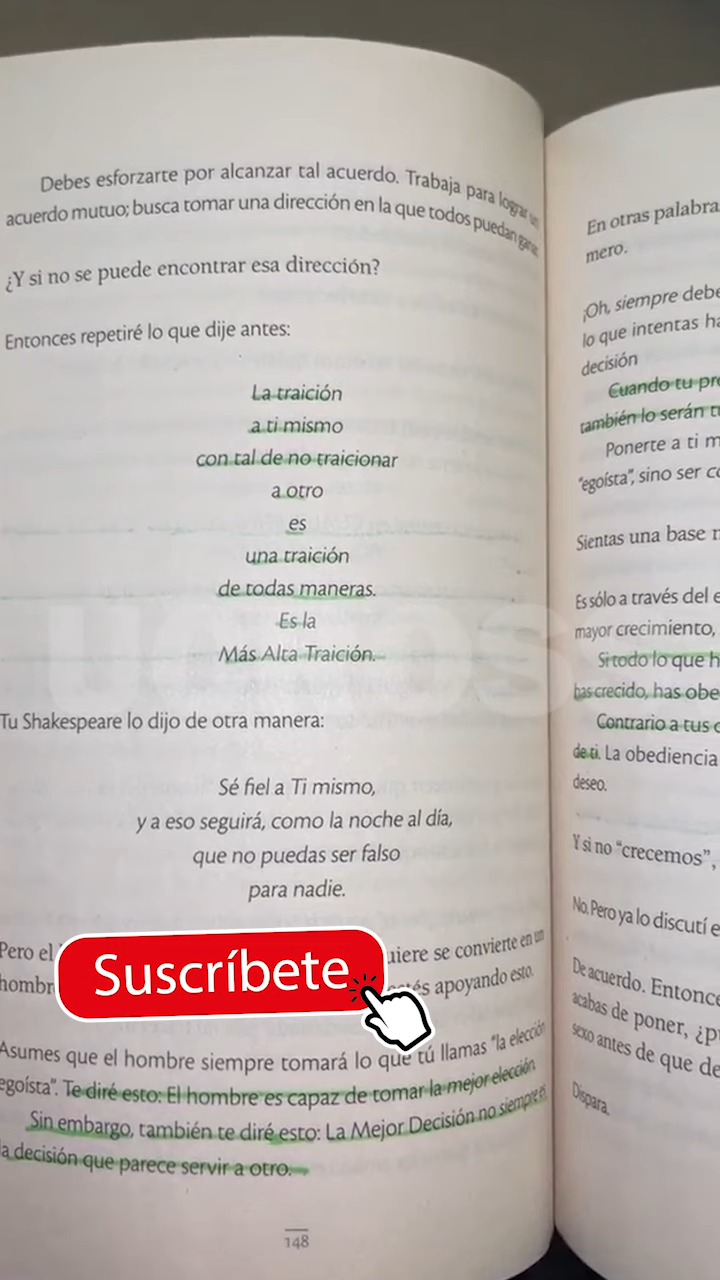 Debes esforzarte por alcanzar tal acuerdo. Trabaja para lograr un
acuerdo mutuo; busca tomar una dirección en la que todos puedan ganar.
¿Y si no se puede encontrar esa dirección?
Entonces repetiré lo que dije antes:
La traición
a ti mismo
con tal de no traicionar
a otro
es
una traición
de todas maneras.
Es la
Más Alta Traición.
Tu Shakespeare lo dijo de otra manera:
Sé fiel a Ti mismo,
y a eso seguirá, como la noche al día,
que no puedas ser falso
para nadie.
Pero el uiere se convierte en un
hombr estés apoyando esto.
Suscríbete
Asumes que el hombre siempre tomará lo que tú llamas "la elección
egoísta". Te diré esto: El hombre es capaz de tomar la mejor elección.
Sin embargo, también te diré esto: La Mejor Decisión no siempre es
la decisión que parece servir a otro.
148
En otras palabra
mero.
¡Oh, siempre debe
lo que intentas ha
decisión
Cuando tu pr
también lo serán t
Ponerte a ti m
"egoísta", sino ser c
Sientas una base
Es sólo a través del e
mayor crecimiento,
Si todo lo que h
has crecido, has obe
Contrario a tus
de ti. La obediencia
deseo.
Y si no "crecemos",
No. Pero ya lo discutí e
De acuerdo. Entonce
acabas de poner, ¿p
sexo antes de que de
Dispara.